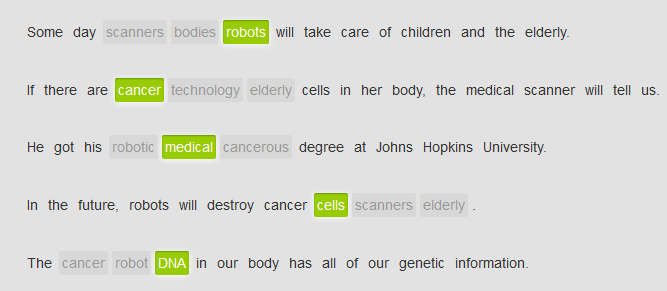 Some day scanners bodies robots will take care of children and the elderly.
If there are cancer technology elderly cells in her body, the medical scanner will tell us.
He got his robotic medical cancerous degree at Johns Hopkins University.
In the future, robots will destroy cancer cells scanners elderly .
The cancer robot DNA in our body has all of our genetic information.